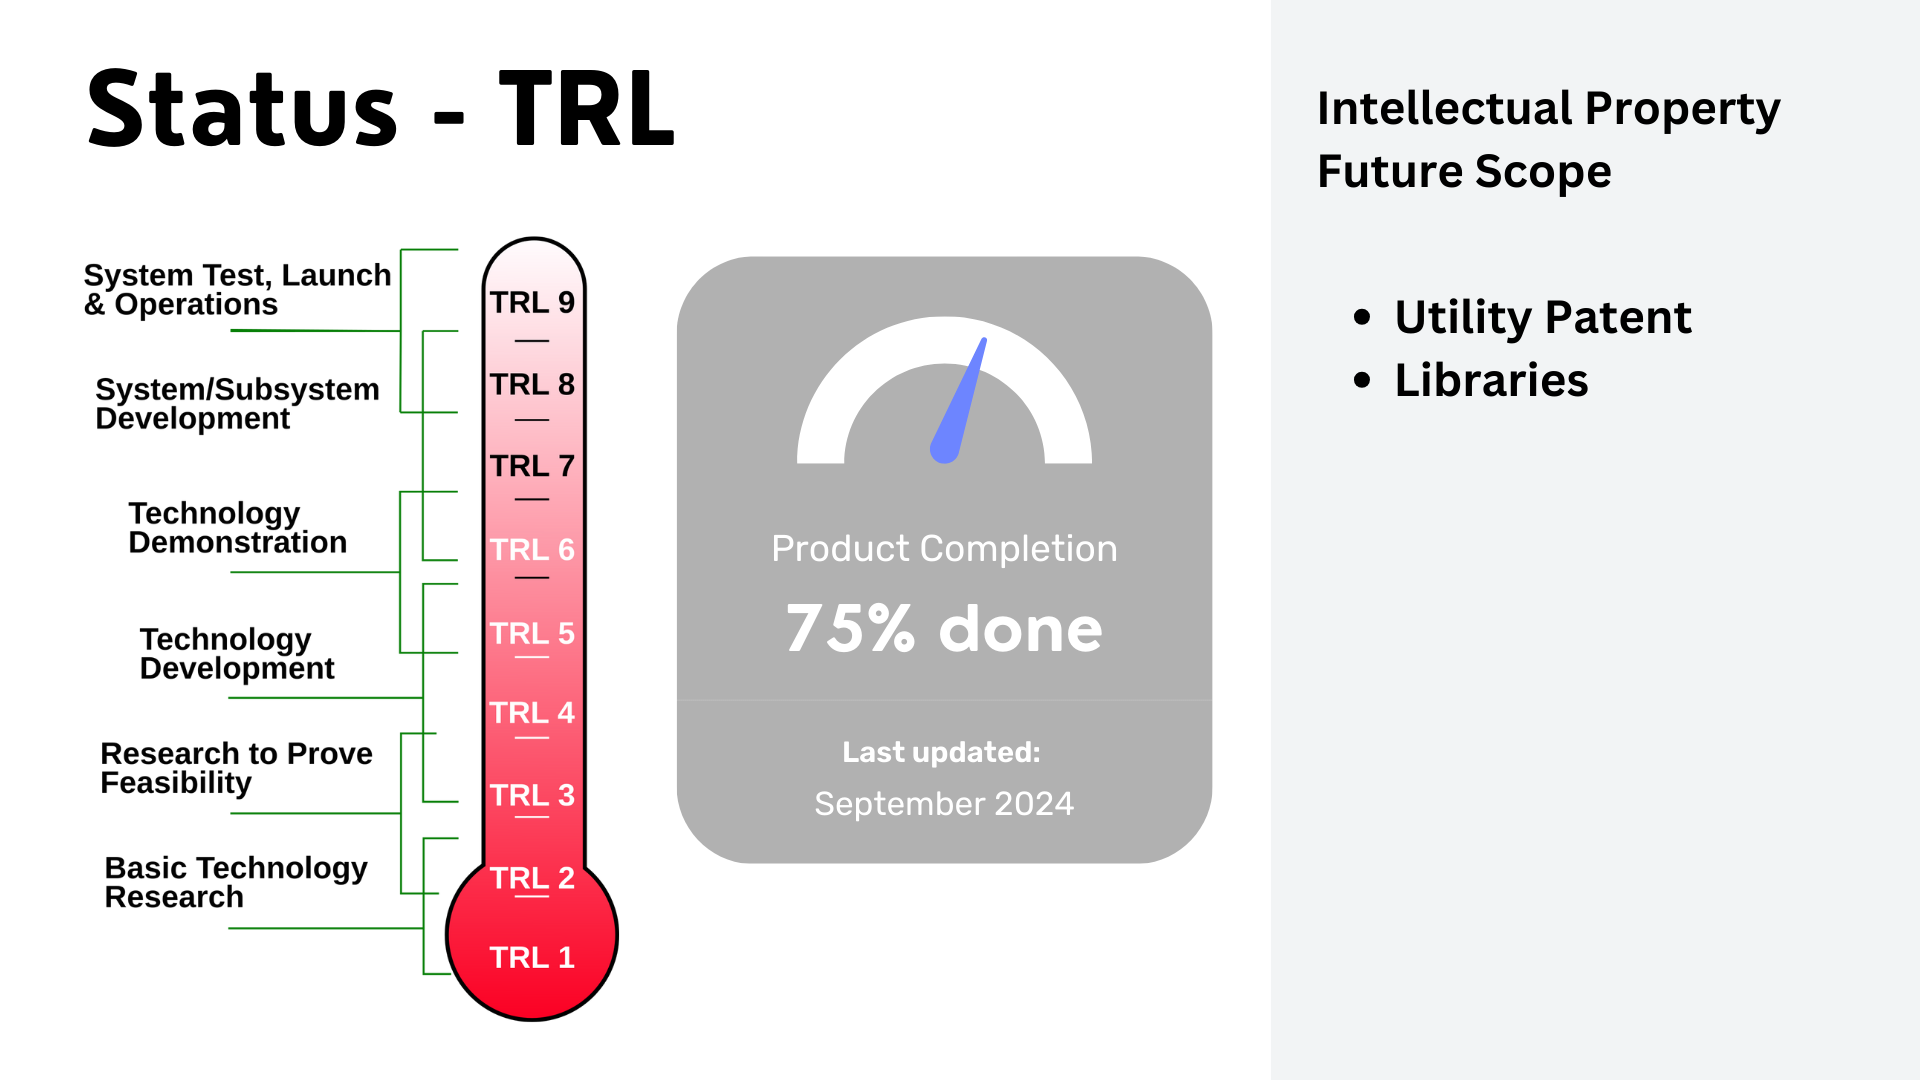 Status - TRL
System Test, Launch
& Operations
System/Subsystem
Development
Technology
Demonstration
Technology
Development
Research to Prove
Feasibility
Basic Technology
Research
TRL 9
TRL 8
TRL 7
TRL 6
TRL 5
TRL 4
TRL 3
TRL 2
TRL 1
Product Completion
75% done
Last updated:
September 2024
Intellectual Property
Future Scope
• Utility Patent
• Libraries